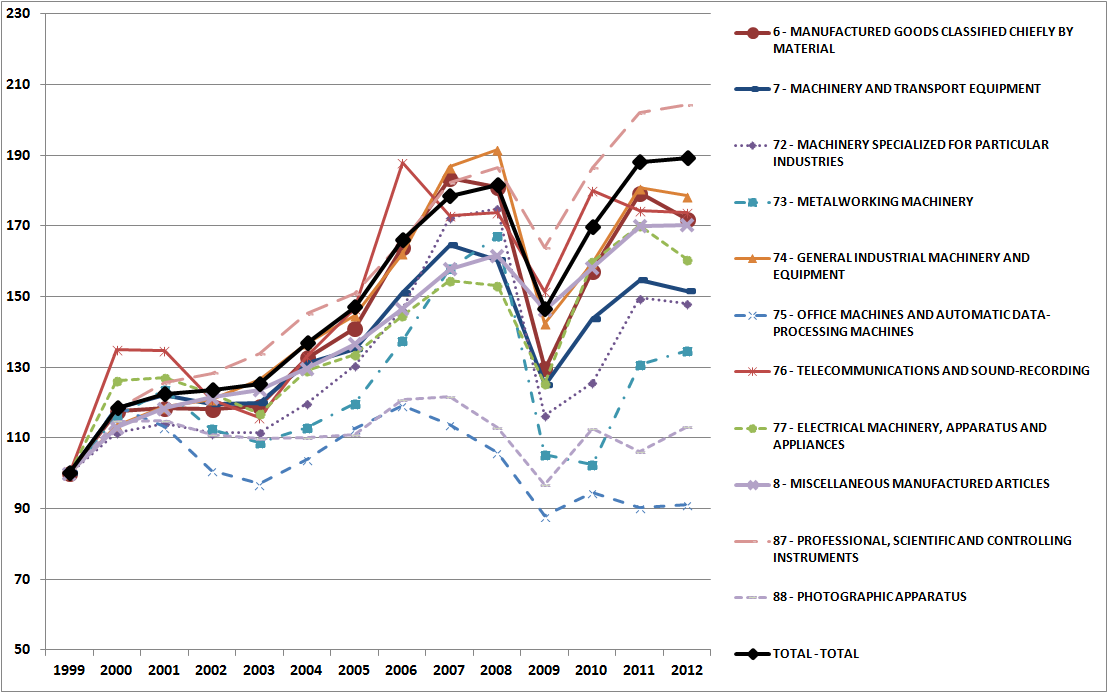 230
210
190
170
150
130
110
90
70
50
1999 2000 2001 2002 2003 2004 2005 2006 2007 2008 2009 2010 2011 2012
6 - MANUFACTURED GOODS CLASSIFIED CHIEFLY BY
MATERIAL
7 - MACHINERY AND TRANSPORT EQUIPMENT
72 - MACHINERY SPECIALIZED FOR PARTICULAR
INDUSTRIES
73 - METALWORKING MACHINERY
74 - GENERAL INDUSTRIAL MACHINERY AND
EQUIPMENT
75 - OFFICE MACHINES AND AUTOMATIC DATA-
PROCESSING MACHINES
76 - TELECOMMUNICATIONS AND SOUND-RECORDING
77 - ELECTRICAL MACHINERY, APPARATUS AND
APPLIANCES
8 - MISCELLANEOUS MANUFACTURED ARTICLES
87 - PROFESSIONAL, SCIENTIFIC AND CONTROLLING
INSTRUMENTS
88 - PHOTOGRAPHIC APPARATUS
TOTAL - TOTAL